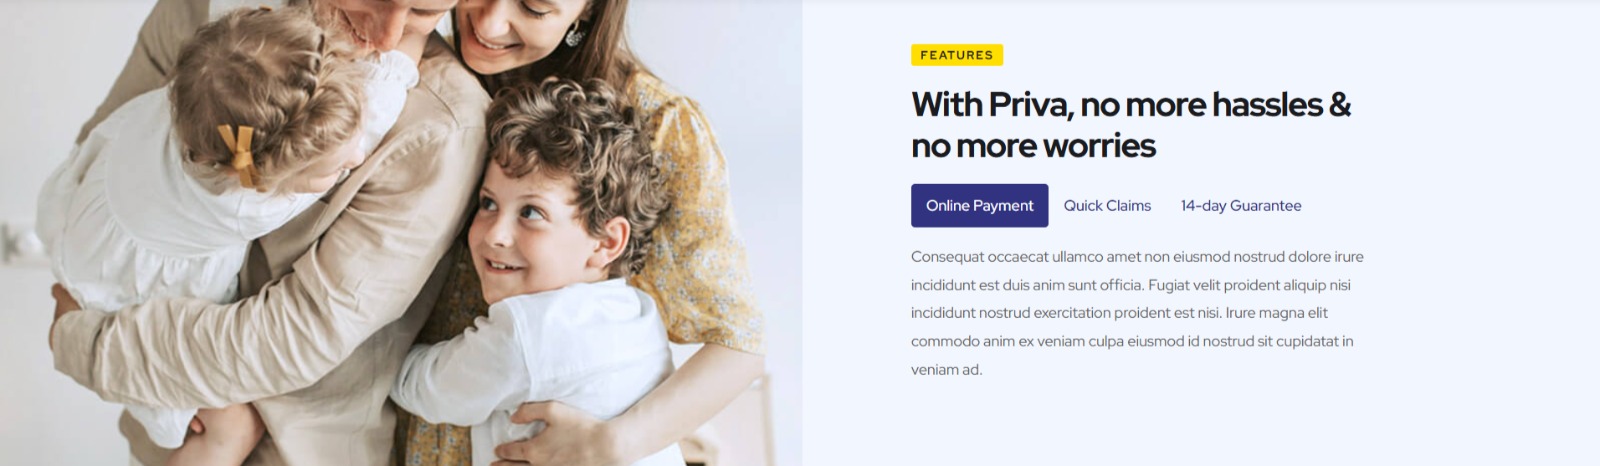 FEATURES
With Priva, no more hassles &
no more worries
Online Payment Quick Claims 14-day Guarantee
Consequat occaecat ullamco amet non eiusmod nostrud dolore irure
incididunt est duis anim sunt officia. Fugiat velit proident aliquip nisi
incididunt nostrud exercitation proident est nisi. Irure magna elit
commodo anim ex veniam culpa eiusmod id nostrud sit cupidatat in
veniam ad.